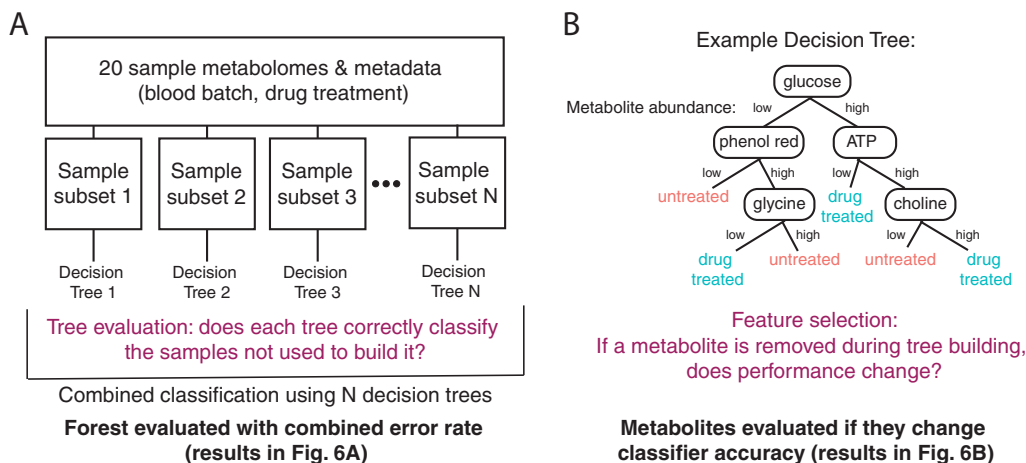 A
20 sample metabolomes & metadata
(blood batch, drug treatment)
Sample subset 1
Sample subset 2
Sample subset 3
Sample subset N
Decision Tree 1
Decision Tree 2
Decision Tree 3
Decision Tree N
Tree evaluation: does each tree correctly classify
the samples not used to build it?
Combined classification using N decision trees
Forest evaluated with combined error rate
(results in Fig. 6A)
B
Example Decision Tree:
glucose
Metabolite abundance:
low
high
phenol red
ATP
low
high
low
high
untreated
glycine
drug
treated
choline
low
high
low
high
drug
treated
untreated
untreated
drug
treated
Feature selection:
If a metabolite is removed during tree building,
does performance change?
Metabolites evaluated if they change
classifier accuracy (results in Fig. 6B)